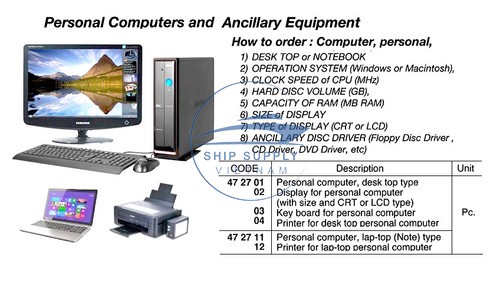 Personal Computers and Ancillary Equipment
How to order : Computer, personal,
1) DESK TOP or NOTEBOOK
2) OPERATION SYSTEM (Windows or Macintosh),
3) CLOCK SPEED of CPU (MHz)
4) HARD DISC VOLUME (GB),
5) CAPACITY OF RAM (MB RAM)
6) SIZE of DISPLAY
7) TYPE of DISPLAY (CRT or LCD)
8) ANCILLARY DISC DRIVER (Floppy Disc Driver ,
CD Driver, DVD Driver, etc)
SHIP SUPPLY
VIETNAM
CODE Description Unit
47 27 01 Personal computer, desk top type
02 Display for personal computer
(with size and CRT or LCD type)
03 Key board for personal computer
04 Printer for desk top personal computer
Pc.
47 27 11 Personal computer, lap-top (Note) type
12 Printer for lap-top personal computer
SAMSUNG